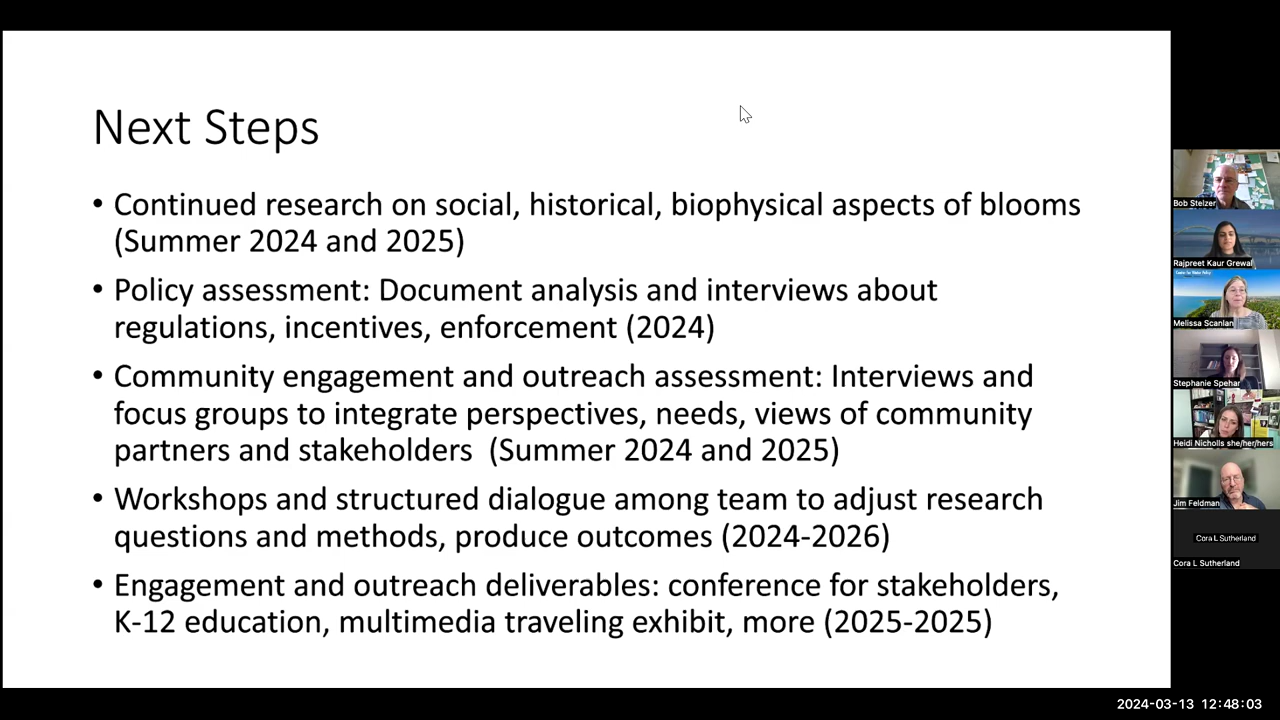 Next Steps
• Continued research on social, historical, biophysical aspects of blooms
(Summer 2024 and 2025)
• Policy assessment: Document analysis and interviews about
regulations, incentives, enforcement (2024)
• Community engagement and outreach assessment: Interviews and
focus groups to integrate perspectives, needs, views of community
partners and stakeholders  (Summer 2024 and 2025)
• Workshops and structured dialogue among team to adjust research
questions and methods, produce outcomes (2024-2026)
• Engagement and outreach deliverables: conference for stakeholders,
K-12 education, multimedia traveling exhibit, more (2025-2025)
Bob Stelzer
Rajpreet Kaur Grewal
Center for Water Policy
Melissa Scanlan
Stephanie Spehar
Heidi Nicholls she/her/hers
Jim Feldman
Cora L Sutherland
Cora L Sutherland
2024-03-13 12:48:03